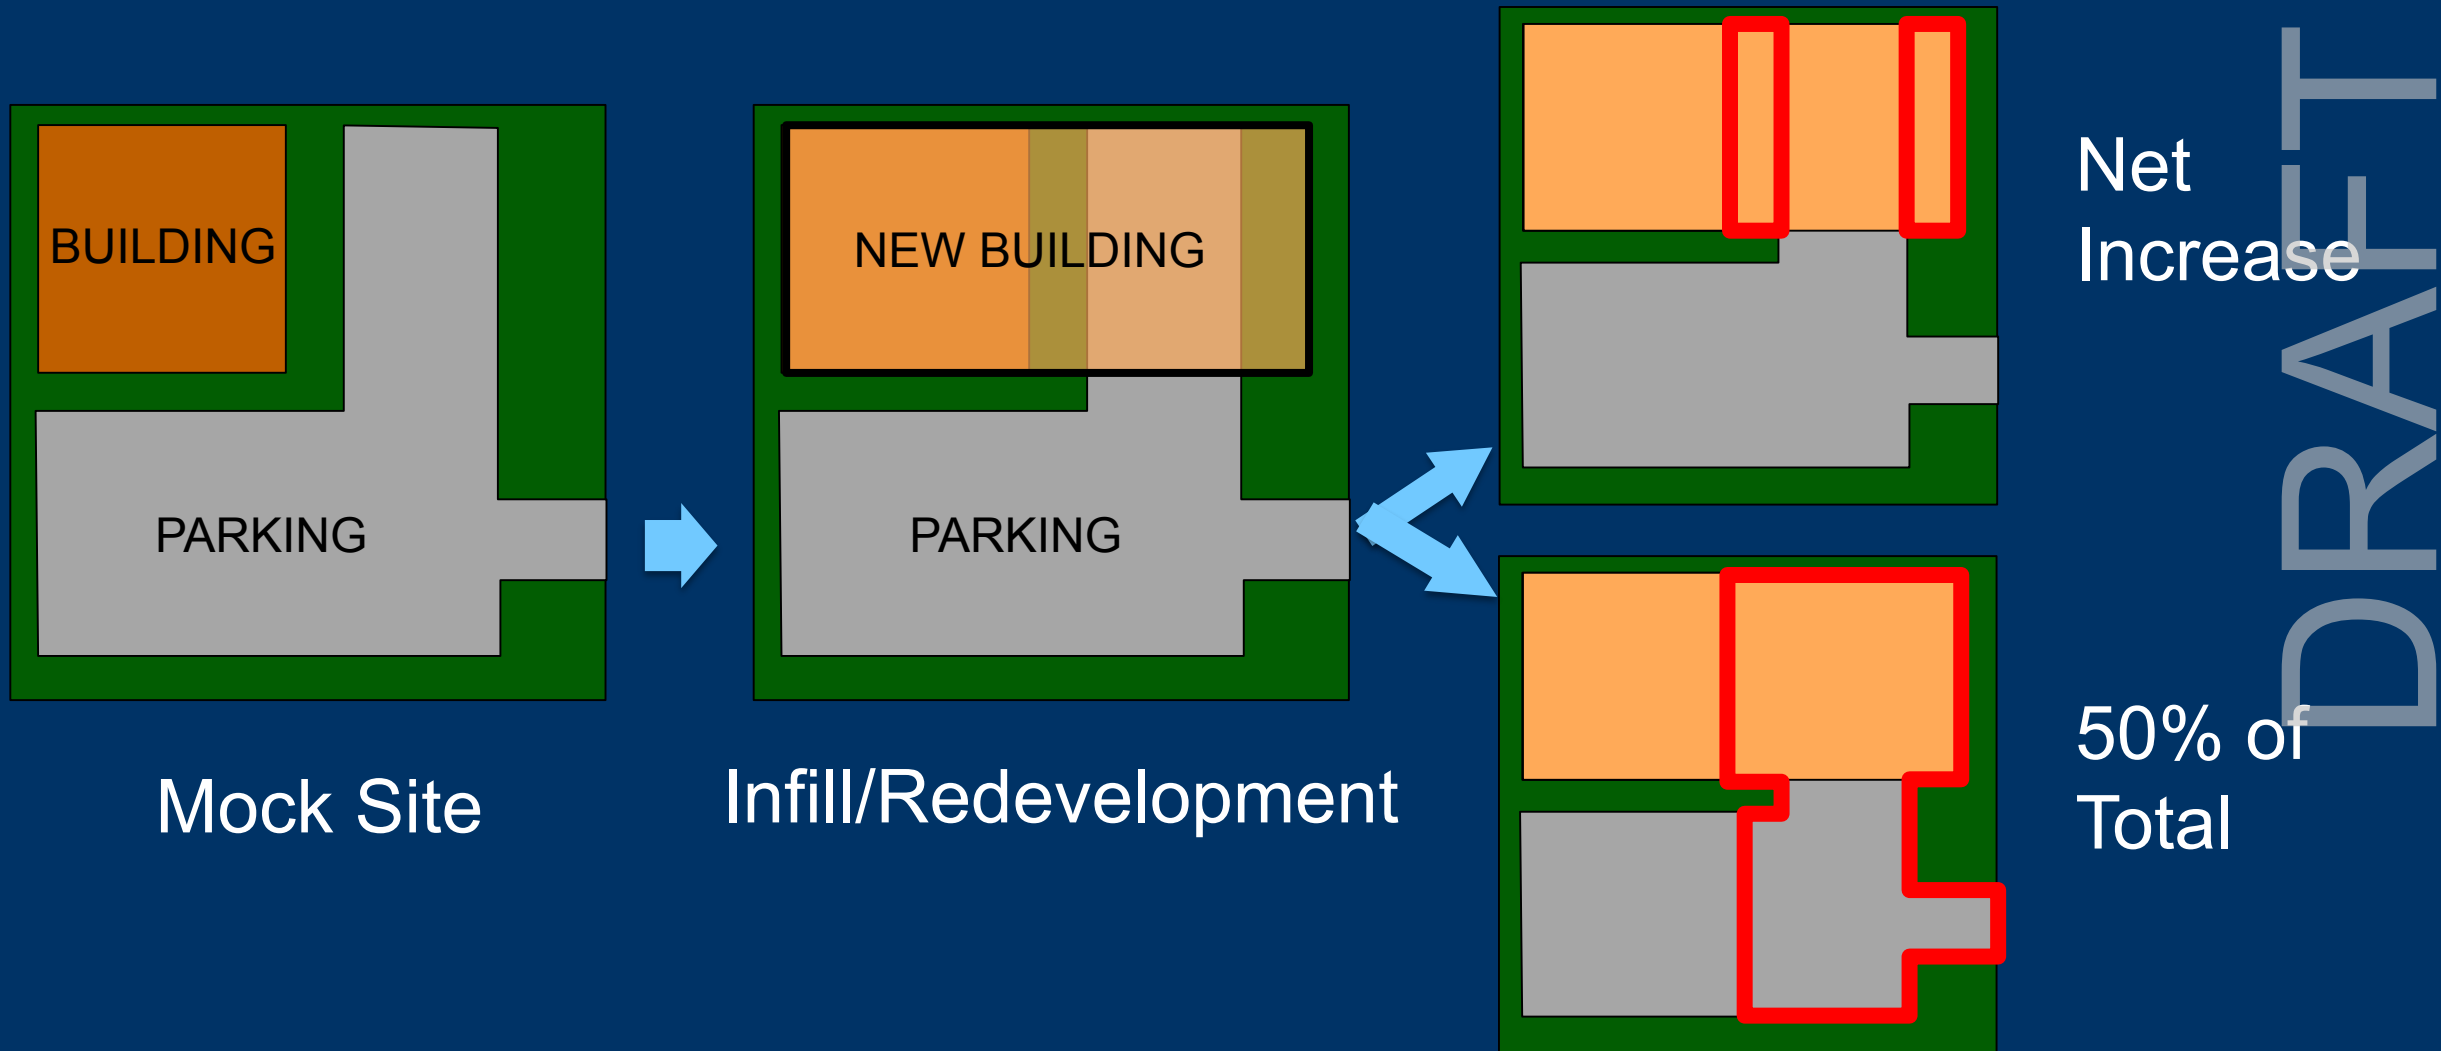 BUILDING
PARKING
Mock Site
NEW BUILDING
PARKING
Infill/Redevelopment
Net
Increase
50% of
Total
DRAFT